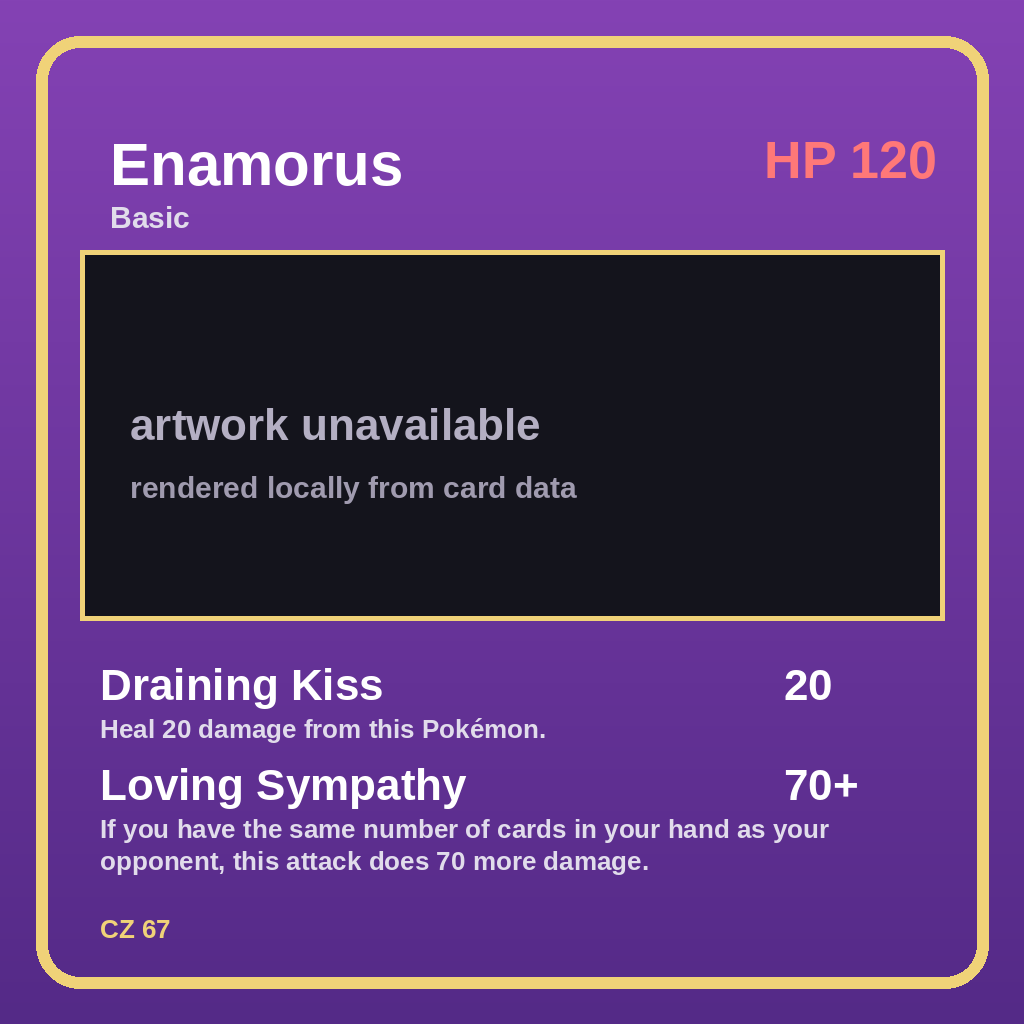 Enamorus
HP 120
Basic
artwork unavailable
rendered locally from card data
Draining Kiss 20
Heal 20 damage from this Pokémon.
Loving Sympathy 70+
If you have the same number of cards in your hand as your
opponent, this attack does 70 more damage.
CZ 67